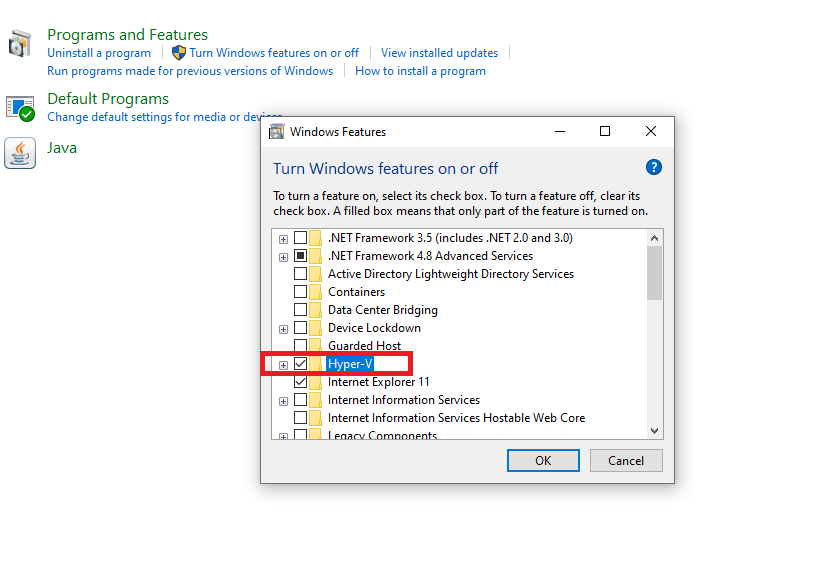 Programs and Features
Uninstall a program Turn Windows features on or off View installed updates
Run programs made for previous versions of Windows How to install a program
Default Programs
Change default settings for media or devices
Java
Windows Features
Turn Windows features on or off
?
To turn a feature on, select its check box. To turn a feature off, clear its
check box. A filled box means that only part of the feature is turned on.
.NET Framework 3.5 (includes .NET 2.0 and 3.0)
.NET Framework 4.8 Advanced Services
Active Directory Lightweight Directory Services
Containers
Data Center Bridging
Device Lockdown
Guarded Host
Hyper-V
Internet Explorer 11
Internet Information Services
Internet Information Services Hostable Web Core
Legacy Components
OK Cancel